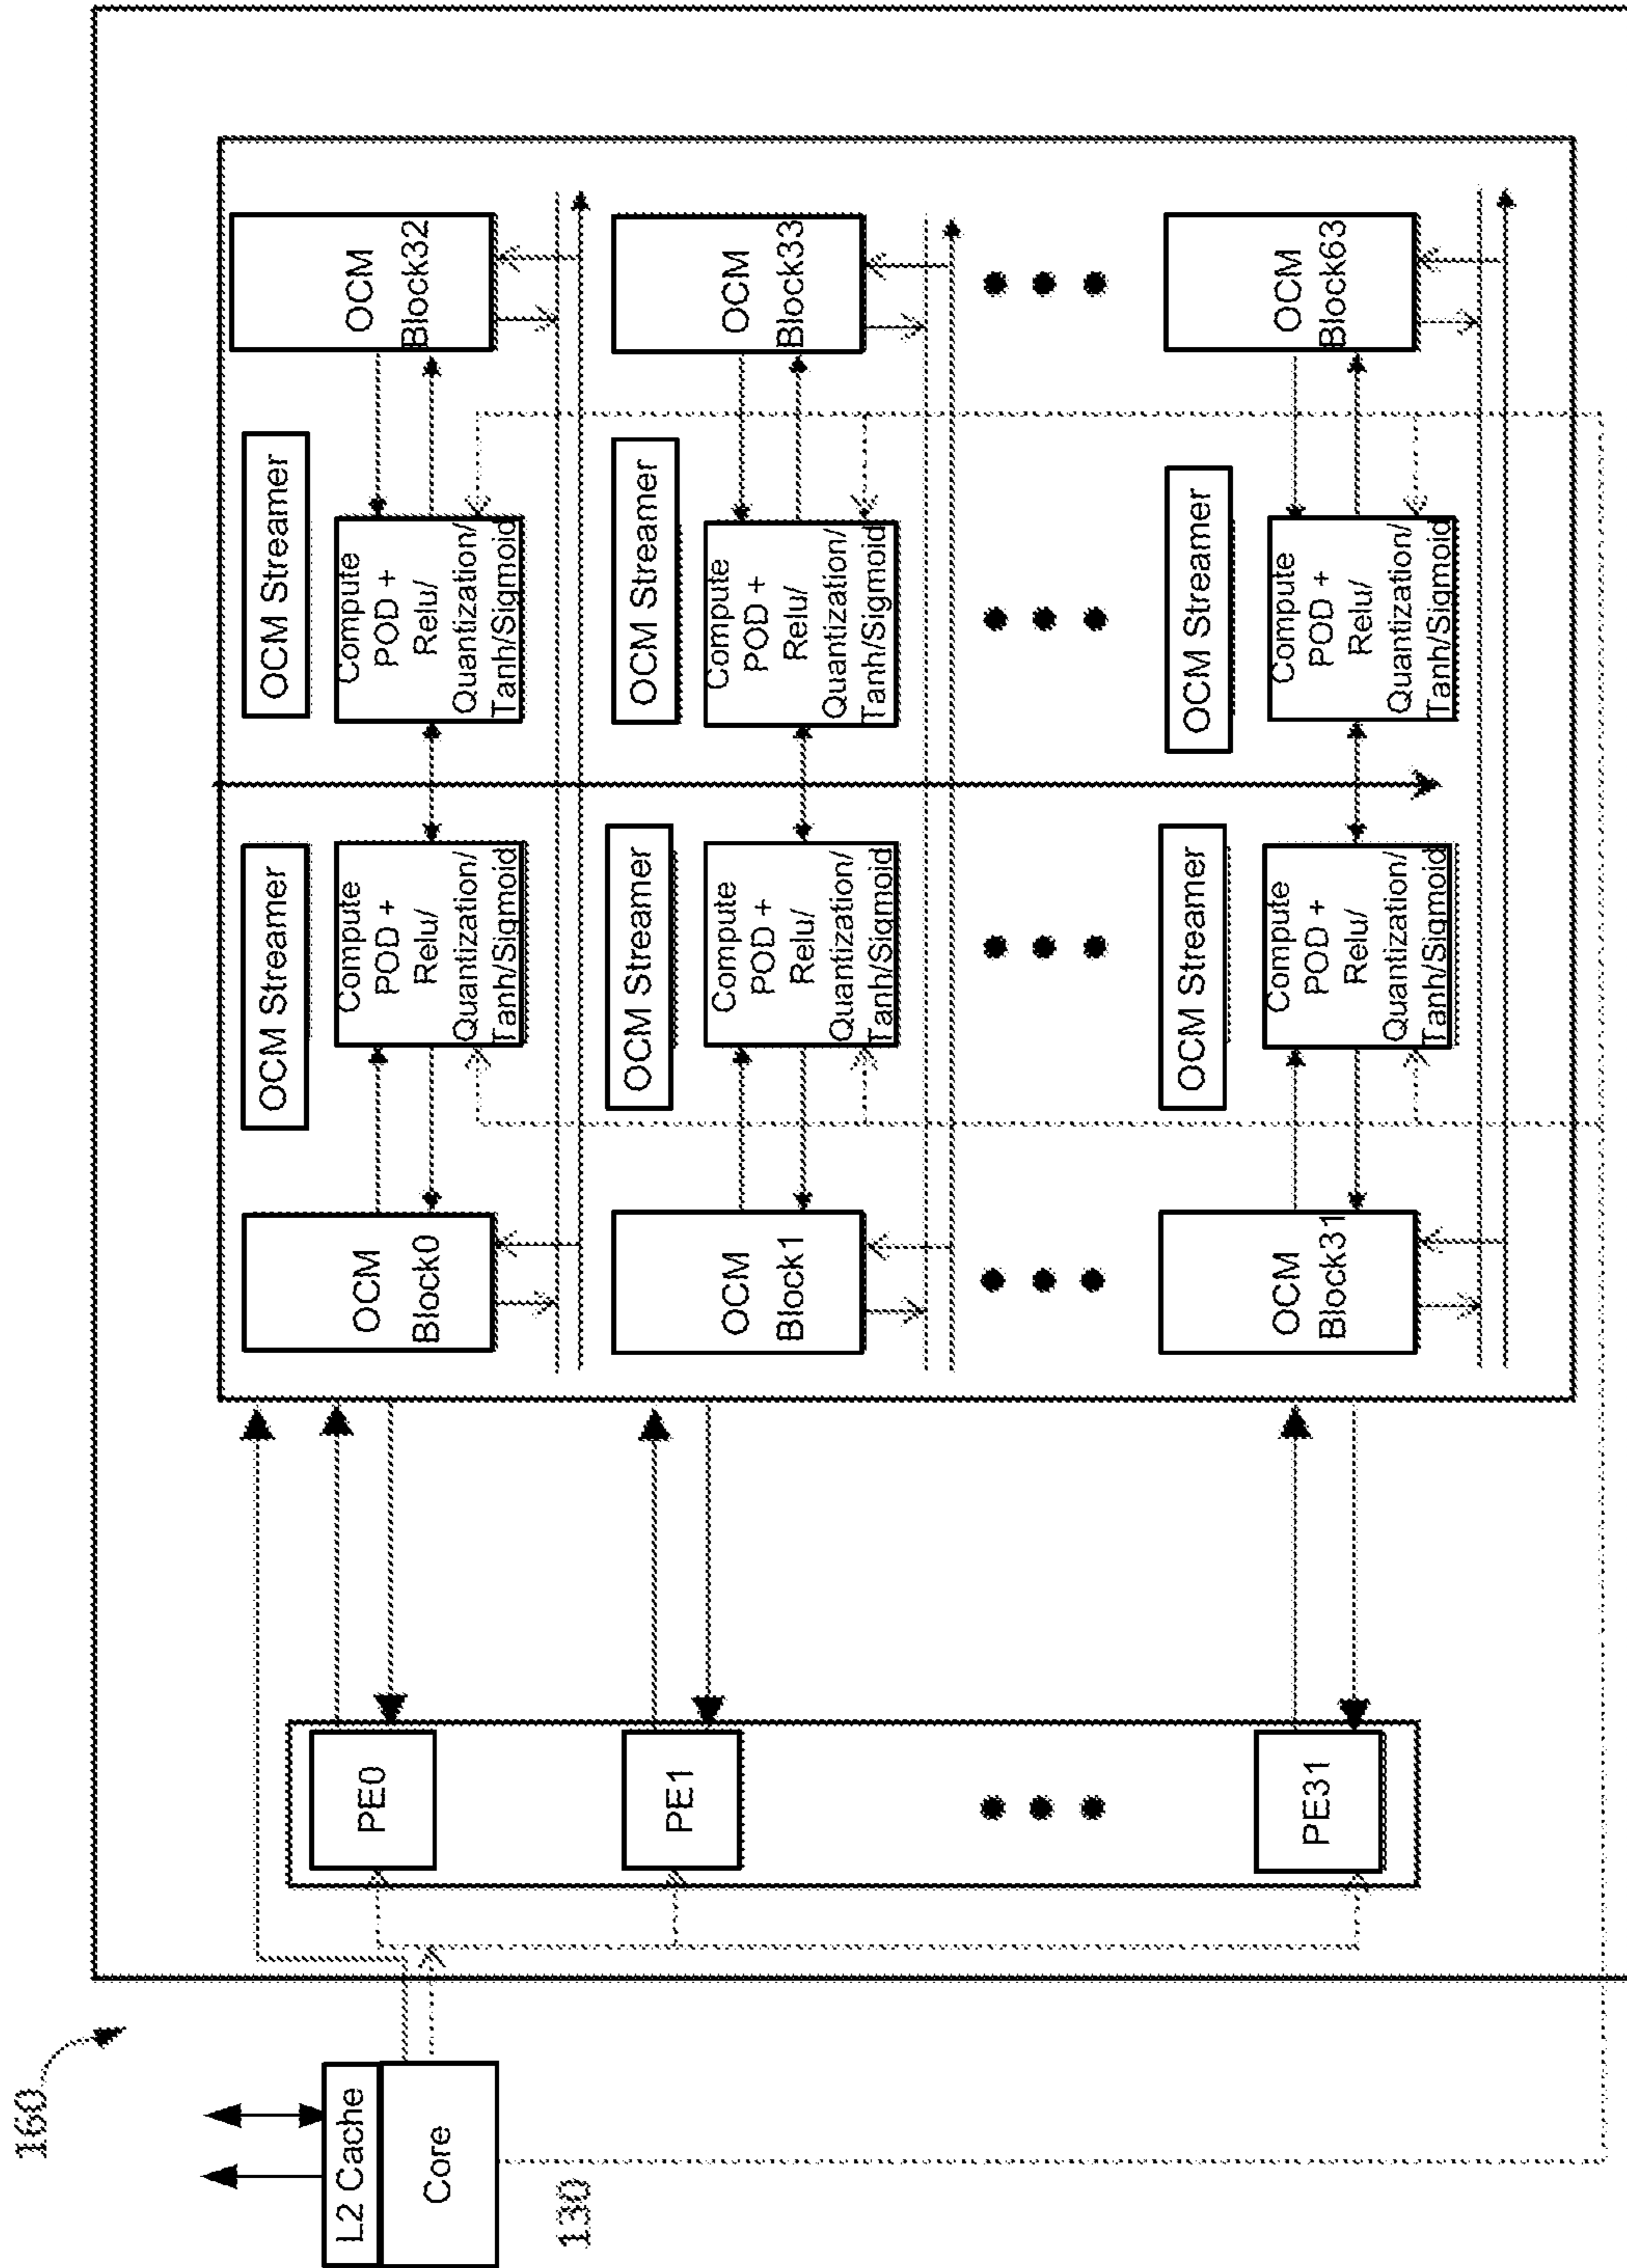 160
L2 Cache
Core
130
PE0
OCM
Block0
OCM Streamer
Compute
POD +
Relu/
Quantization/
Tanh/Sigmoid
OCM Streamer
Compute
POD +
Relu/
Quantization/
Tanh/Sigmoid
OCM
Block32
PE1
OCM
Block1
OCM Streamer
Compute
POD +
Relu/
Quantization/
Tanh/Sigmoid
OCM Streamer
Compute
POD +
Relu/
Quantization/
Tanh/Sigmoid
OCM
Block33
PE31
OCM
Block31
OCM Streamer
Compute
POD +
Relu/
Quantization/
Tanh/Sigmoid
OCM Streamer
Compute
POD +
Relu/
Quantization/
Tanh/Sigmoid
OCM
Block63